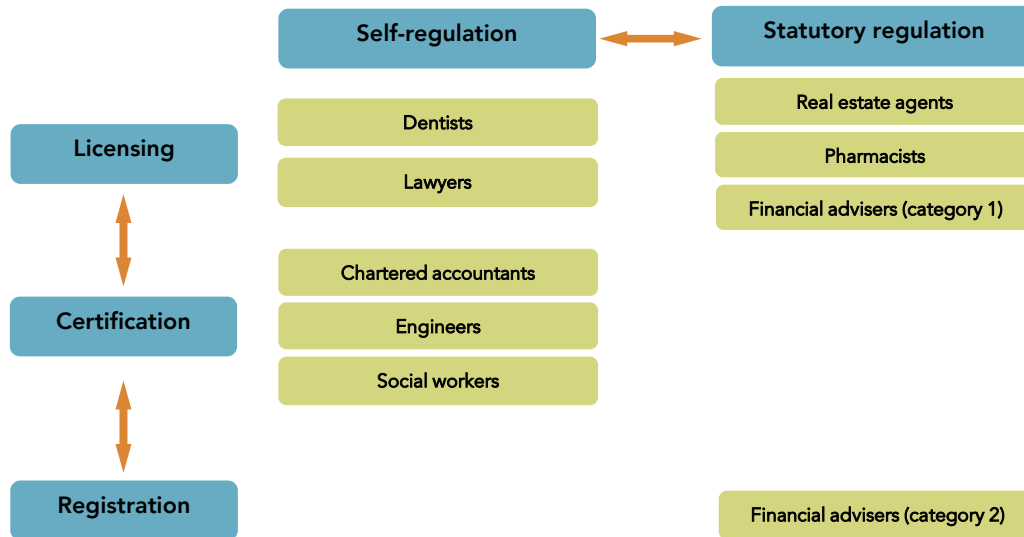 Self-regulation
Statutory regulation
Licensing
Dentists
Real estate agents
Lawyers
Pharmacists
Financial advisers (category 1)
Certification
Chartered accountants
Engineers
Social workers
Registration
Financial advisers (category 2)